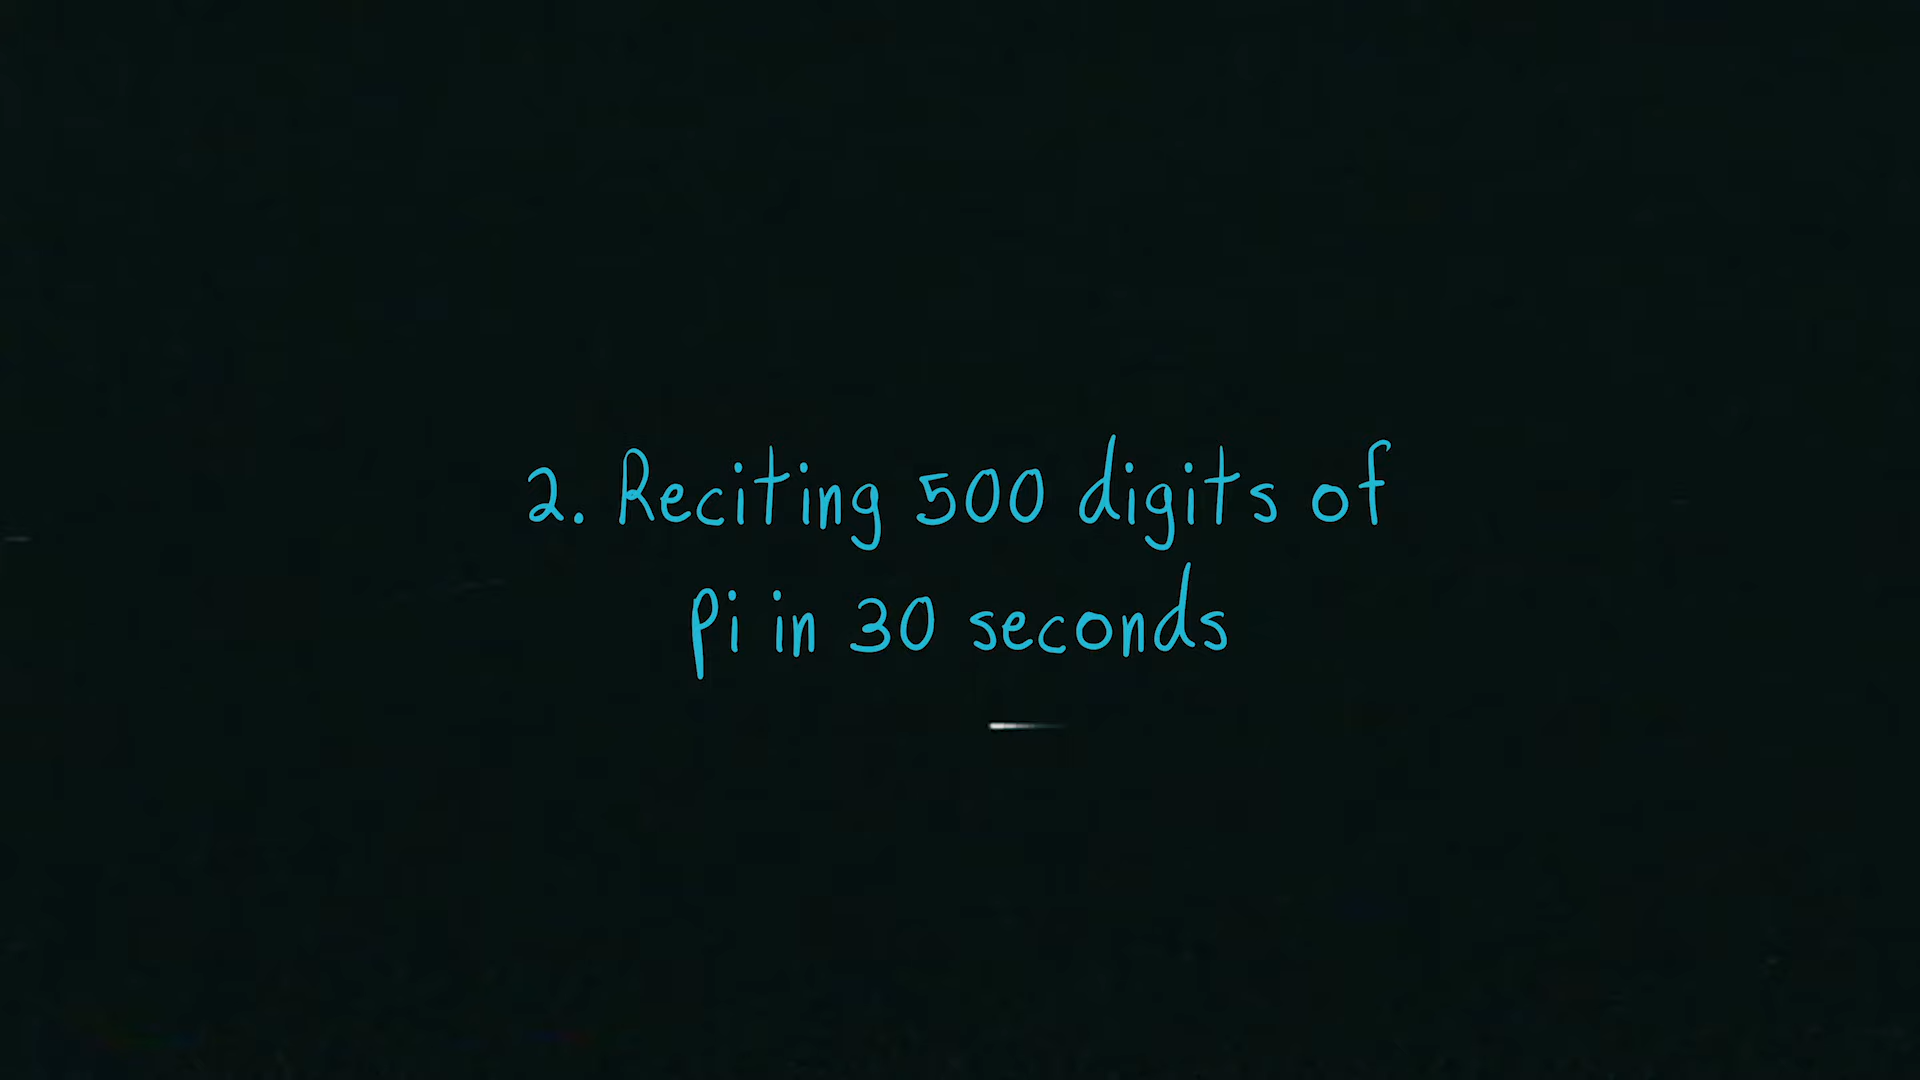 2. Reciting 500 digits of
pi in 30 seconds